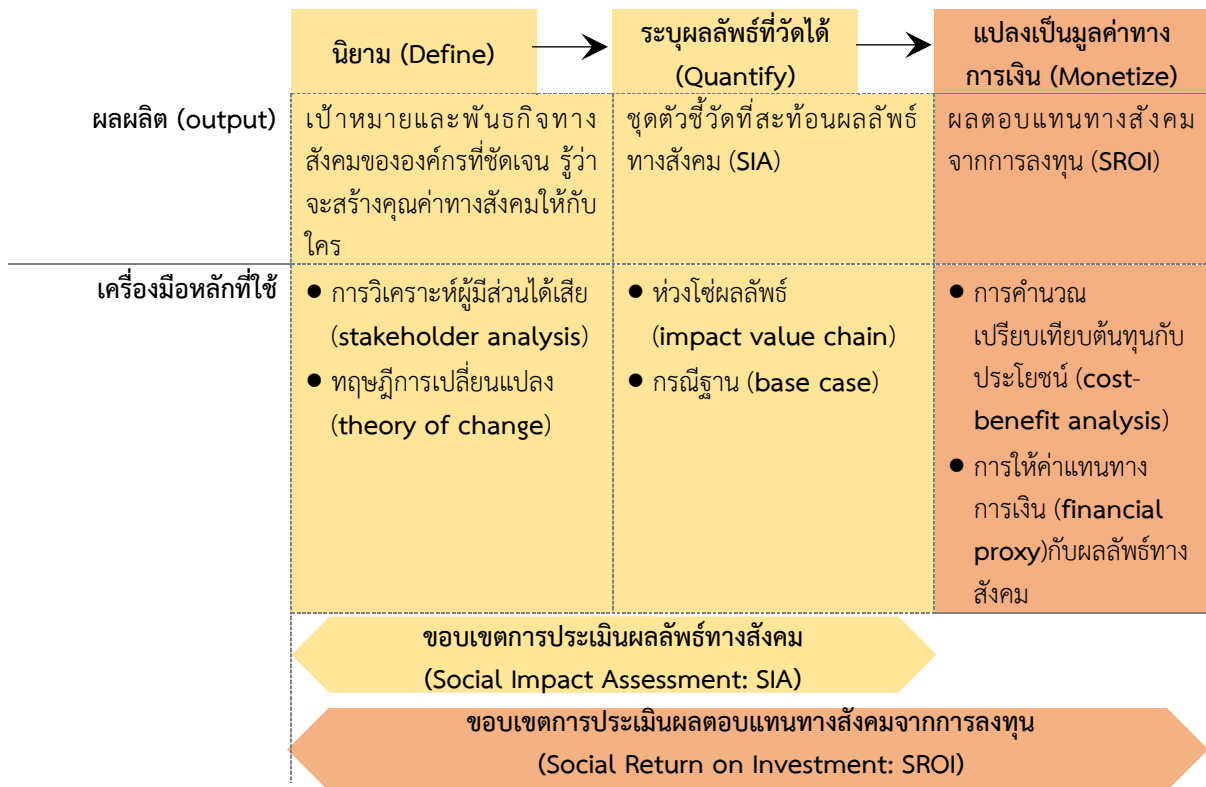 นิยาม (Define)
ระบุผลลัพธ์ที่วัดได้
(Quantify)
แปลงเป็นมูลค่าทาง
การเงิน (Monetize)
ผลผลิต (output)
เป้าหมายและพันธกิจทาง
สังคมขององค์กรที่ชัดเจน รู้ว่า
จะสร้างคุณค่าทางสังคมให้กับ
ใคร
ชุดตัวชี้วัดที่สะท้อนผลลัพธ์
ทางสังคม (SIA)
ผลตอบแทนทางสังคม
จากการลงทุน (SROI)
เครื่องมือหลักที่ใช้
● การวิเคราะห์ผู้มีส่วนได้เสีย
(stakeholder analysis)
● ทฤษฎีการเปลี่ยนแปลง
(theory of change)
● ห่วงโซ่ผลลัพธ์
(impact value chain)
● กรณีฐาน (base case)
● การคำนวณ
เปรียบเทียบต้นทุนกับ
ประโยชน์ (cost-
benefit analysis)
● การให้ค่าแทนทาง
การเงิน (financial
proxy)กับผลลัพธ์ทาง
สังคม
ขอบเขตการประเมินผลลัพธ์ทางสังคม
(Social Impact Assessment: SIA)
ขอบเขตการประเมินผลตอบแทนทางสังคมจากการลงทุน
(Social Return on Investment: SROI)